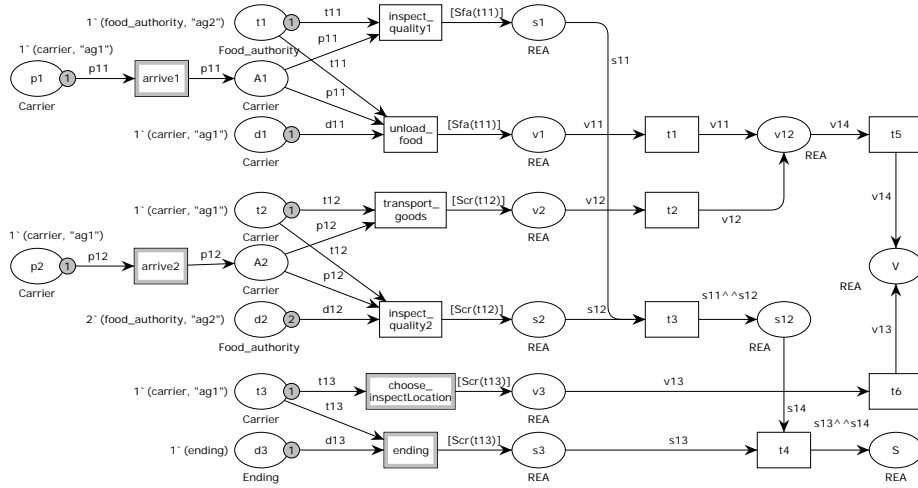 1`(food_authority, "ag2")
t1
1
t11
inspect_
quality1
[Sfa(t11)]
s1
Food_authority
p11
REA
s11
1`(carrier, "ag1")
p1
1
p11
arrive1
p11
A1
t11
p11
Carrier
Carrier
1`(carrier, "ag1")
d1
1
d11
unload_
food
[Sfa(t11)]
v1
v11
t1
v11
v12
v14
t5
Carrier
REA
REA
1`(carrier, "ag1")
t2
1
t12
transport_
goods
[Scr(t12)]
v2
v12
t2
v12
v14
Carrier
p12
REA
1`(carrier, "ag1")
p2
1
p12
arrive2
p12
A2
t12
p12
V
Carrier
Carrier
REA
2`(food_authority, "ag2")
d2
2
d12
inspect_
quality2
[Scr(t12)]
s2
s12
t3
s11^^s12
s12
v13
Food_authority
REA
REA
1`(carrier, "ag1")
t3
1
t13
choose_
inspectLocation
[Scr(t13)]
v3
v13
t6
Carrier
t13
REA
s14
s13^^s14
1`(ending)
d3
1
d13
ending
[Scr(t13)]
s3
s13
t4
S
Ending
REA
REA